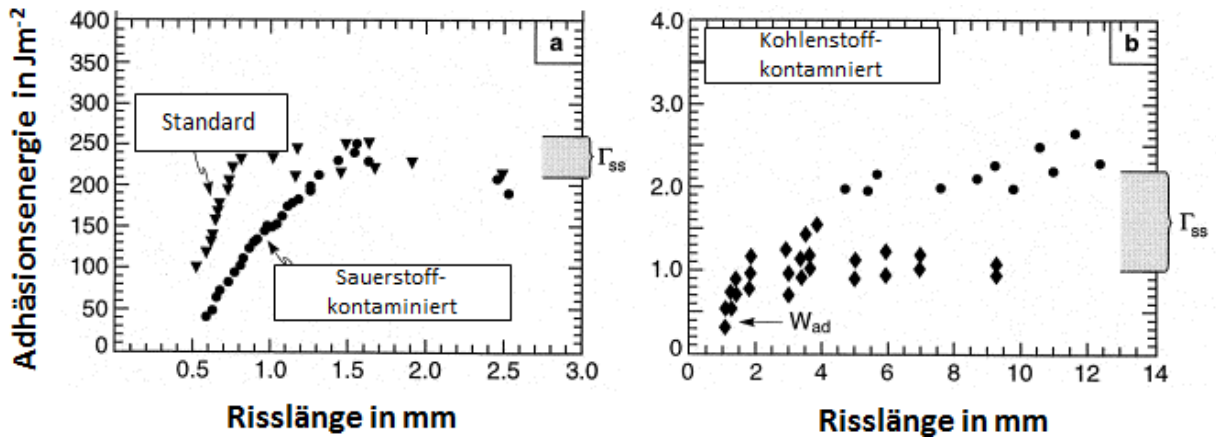 Adhäsionsenergie in Jm-2
400
350
300
250
200
150
100
50
0
a
Standard
Γss
Sauerstoff-
kontaminiert
0.5
1.0
1.5
2.0
2.5
3.0
Risslänge in mm
4.0
3.0
2.0
1.0
0
b
Kohlenstoff-
kontamniert
Γss
Wad
0
2
4
6
8
10
12
14
Risslänge in mm